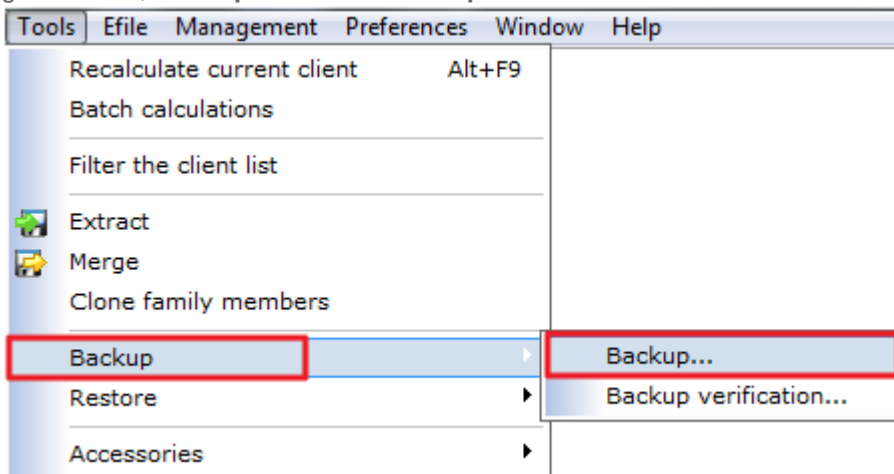 Tools Efile Management Preferences Window Help
Recalculate current client Alt+F9
Batch calculations
Filter the client list
Extract
Merge
Clone family members
Backup
Backup...
Restore
Backup verification...
Accessories